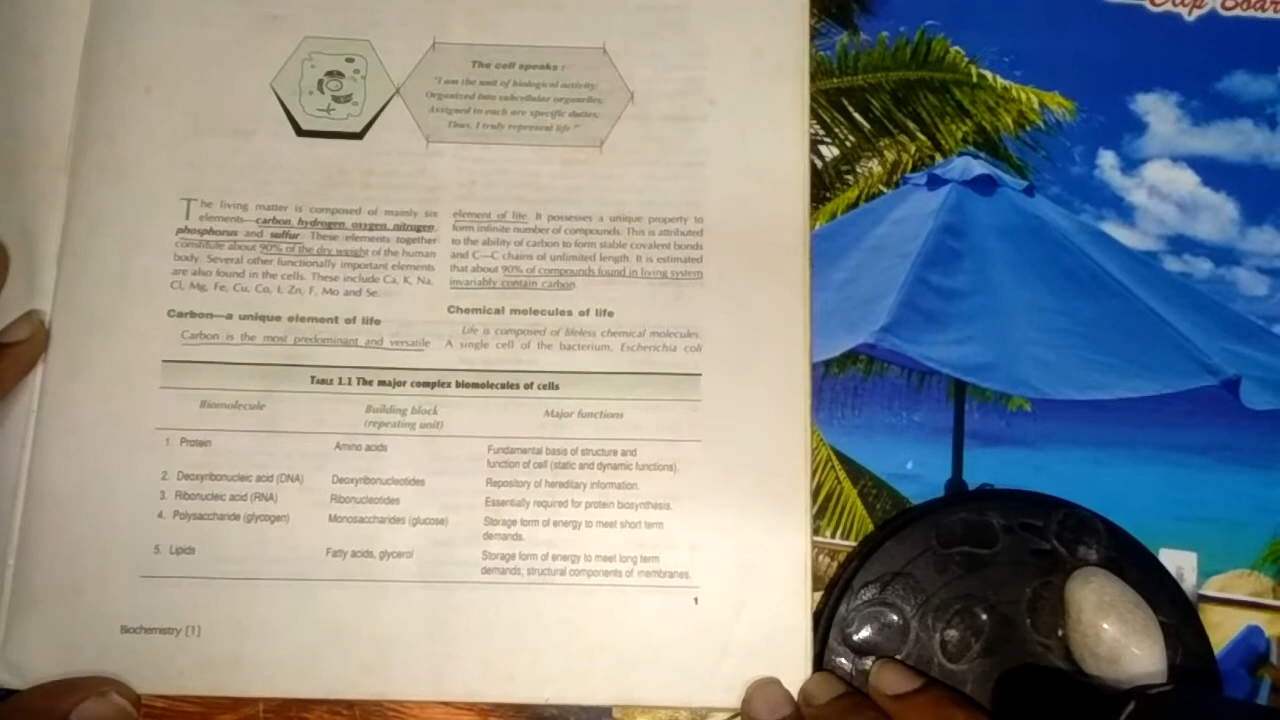 Clip Board
The cell speaks :
"I am the unit of biological activity;
Organized into subcellular organelles;
Assigned to each are specific duties;
Thus, I truly represent life !"
The living matter is composed of mainly six
elements—carbon, hydrogen, oxygen, nitrogen,
phosphorus and sulfur. These elements together
constitute about 90% of the dry weight of the human
body. Several other functionally important elements
are also found in the cells. These include Ca, K, Na,
Cl, Mg, Fe, Cu, Co, I, Zn, F, Mo and Se.
Carbon—a unique element of life
Carbon is the most predominant and versatile
element of life. It possesses a unique property to
form infinite number of compounds. This is attributed
to the ability of carbon to form stable covalent bonds
and C—C chains of unlimited length. It is estimated
that about 90% of compounds found in living system
invariably contain carbon.
Chemical molecules of life
Life is composed of lifeless chemical molecules.
A single cell of the bacterium, Escherichia coli
TABLE 1.1 The major complex biomolecules of cells
Biomolecule Building block Major functions
(repeating unit)
1. Protein Amino acids Fundamental basis of structure and
function of cell (static and dynamic functions).
2. Deoxyribonucleic acid (DNA) Deoxyribonucleotides Repository of hereditary information.
3. Ribonucleic acid (RNA) Ribonucleotides Essentially required for protein biosynthesis.
4. Polysaccharide (glycogen) Monosaccharides (glucose) Storage form of energy to meet short term
demands.
5. Lipids Fatty acids, glycerol Storage form of energy to meet long term
demands; structural components of membranes.
1
Biochemistry [1]